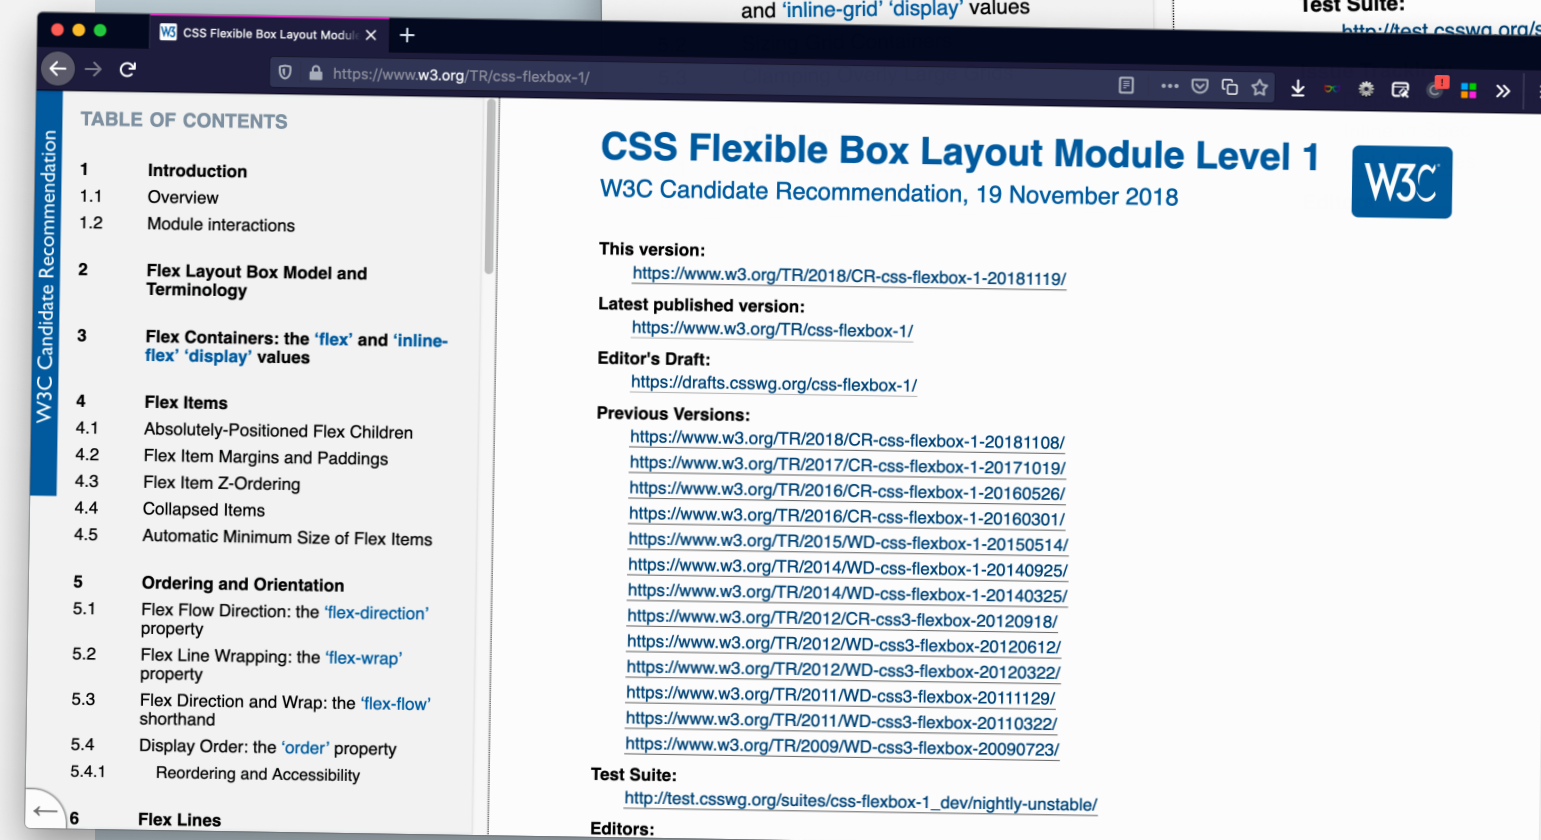 and ‘inline-grid’ ‘display’ values
Test Suite:
http://test.csswg.org/s
CSS Flexible Box Layout Modul
https://www.w3.org/TR/css-flexbox-1/
W3C Candidate Recommendation
TABLE OF CONTENTS
1 Introduction
1.1 Overview
1.2 Module interactions
2 Flex Layout Box Model and
Terminology
3 Flex Containers: the ‘flex’ and ‘inline-
flex’ ‘display’ values
4 Flex Items
4.1 Absolutely-Positioned Flex Children
4.2 Flex Item Margins and Paddings
4.3 Flex Item Z-Ordering
4.4 Collapsed Items
4.5 Automatic Minimum Size of Flex Items
5 Ordering and Orientation
5.1 Flex Flow Direction: the ‘flex-direction’
property
5.2 Flex Line Wrapping: the ‘flex-wrap’
property
5.3 Flex Direction and Wrap: the ‘flex-flow’
shorthand
5.4 Display Order: the ‘order’ property
5.4.1 Reordering and Accessibility
6 Flex Lines
CSS Flexible Box Layout Module Level 1
W3C Candidate Recommendation, 19 November 2018
W3C
This version:
https://www.w3.org/TR/2018/CR-css-flexbox-1-20181119/
Latest published version:
https://www.w3.org/TR/css-flexbox-1/
Editor's Draft:
https://drafts.csswg.org/css-flexbox-1/
Previous Versions:
https://www.w3.org/TR/2018/CR-css-flexbox-1-20181108/
https://www.w3.org/TR/2017/CR-css-flexbox-1-20171019/
https://www.w3.org/TR/2016/CR-css-flexbox-1-20160526/
https://www.w3.org/TR/2016/CR-css-flexbox-1-20160301/
https://www.w3.org/TR/2015/WD-css-flexbox-1-20150514/
https://www.w3.org/TR/2014/WD-css-flexbox-1-20140925/
https://www.w3.org/TR/2014/WD-css-flexbox-1-20140325/
https://www.w3.org/TR/2012/CR-css3-flexbox-20120918/
https://www.w3.org/TR/2012/WD-css3-flexbox-20120612/
https://www.w3.org/TR/2012/WD-css3-flexbox-20120322/
https://www.w3.org/TR/2011/WD-css3-flexbox-20111129/
https://www.w3.org/TR/2011/WD-css3-flexbox-20110322/
https://www.w3.org/TR/2009/WD-css3-flexbox-20090723/
Test Suite:
http://test.csswg.org/suites/css-flexbox-1_dev/nightly-unstable/
Editors: